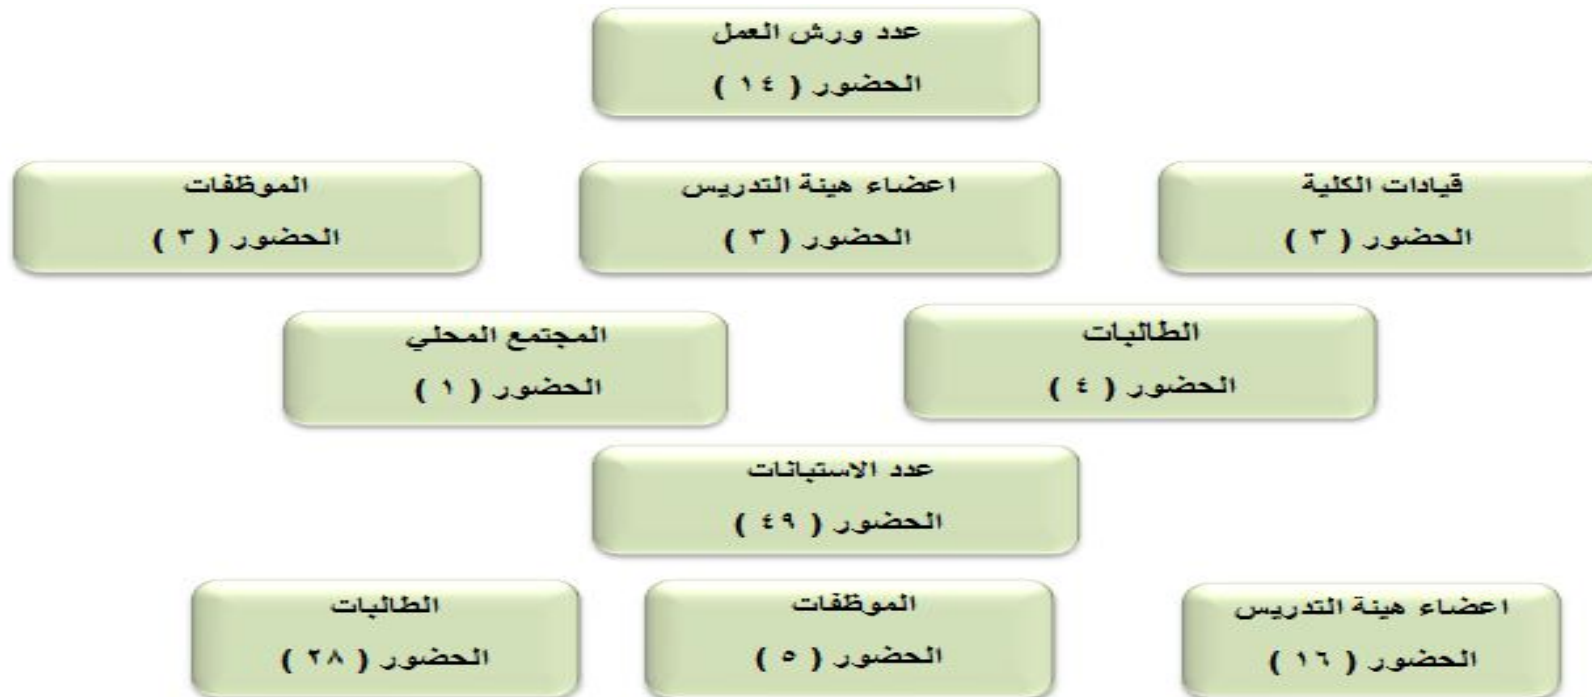 عدد ورش العمل
الحضور ( ١٤ )
قيادات الكلية
الحضور ( ٣ )
اعضاء هيئة التدريس
الحضور ( ٣ )
الموظفات
الحضور ( ٣ )
الطالبات
الحضور ( ٤ )
المجتمع المحلي
الحضور ( ١ )
عدد الاستبانات
الحضور ( ٤٩ )
اعضاء هيئة التدريس
الحضور ( ١٦ )
الموظفات
الحضور ( ٥ )
الطالبات
الحضور ( ٢٨ )